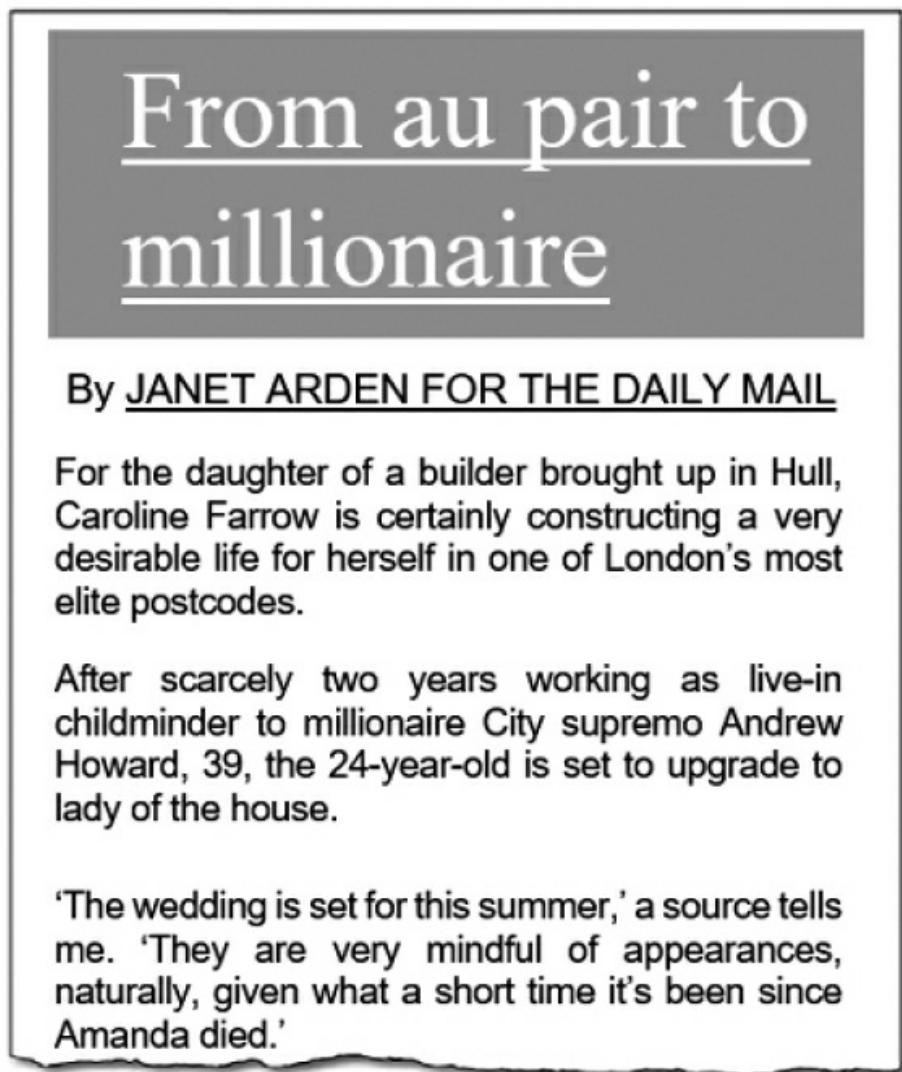 From au pair to
millionaire
By JANET ARDEN FOR THE DAILY MAIL
For the daughter of a builder brought up in Hull,
Caroline Farrow is certainly constructing a very
desirable life for herself in one of London’s most
elite postcodes.
After scarcely two years working as live-in
childminder to millionaire City supremo Andrew
Howard, 39, the 24-year-old is set to upgrade to
lady of the house.
‘The wedding is set for this summer,’ a source tells
me. ‘They are very mindful of appearances,
naturally, given what a short time it’s been since
Amanda died.’